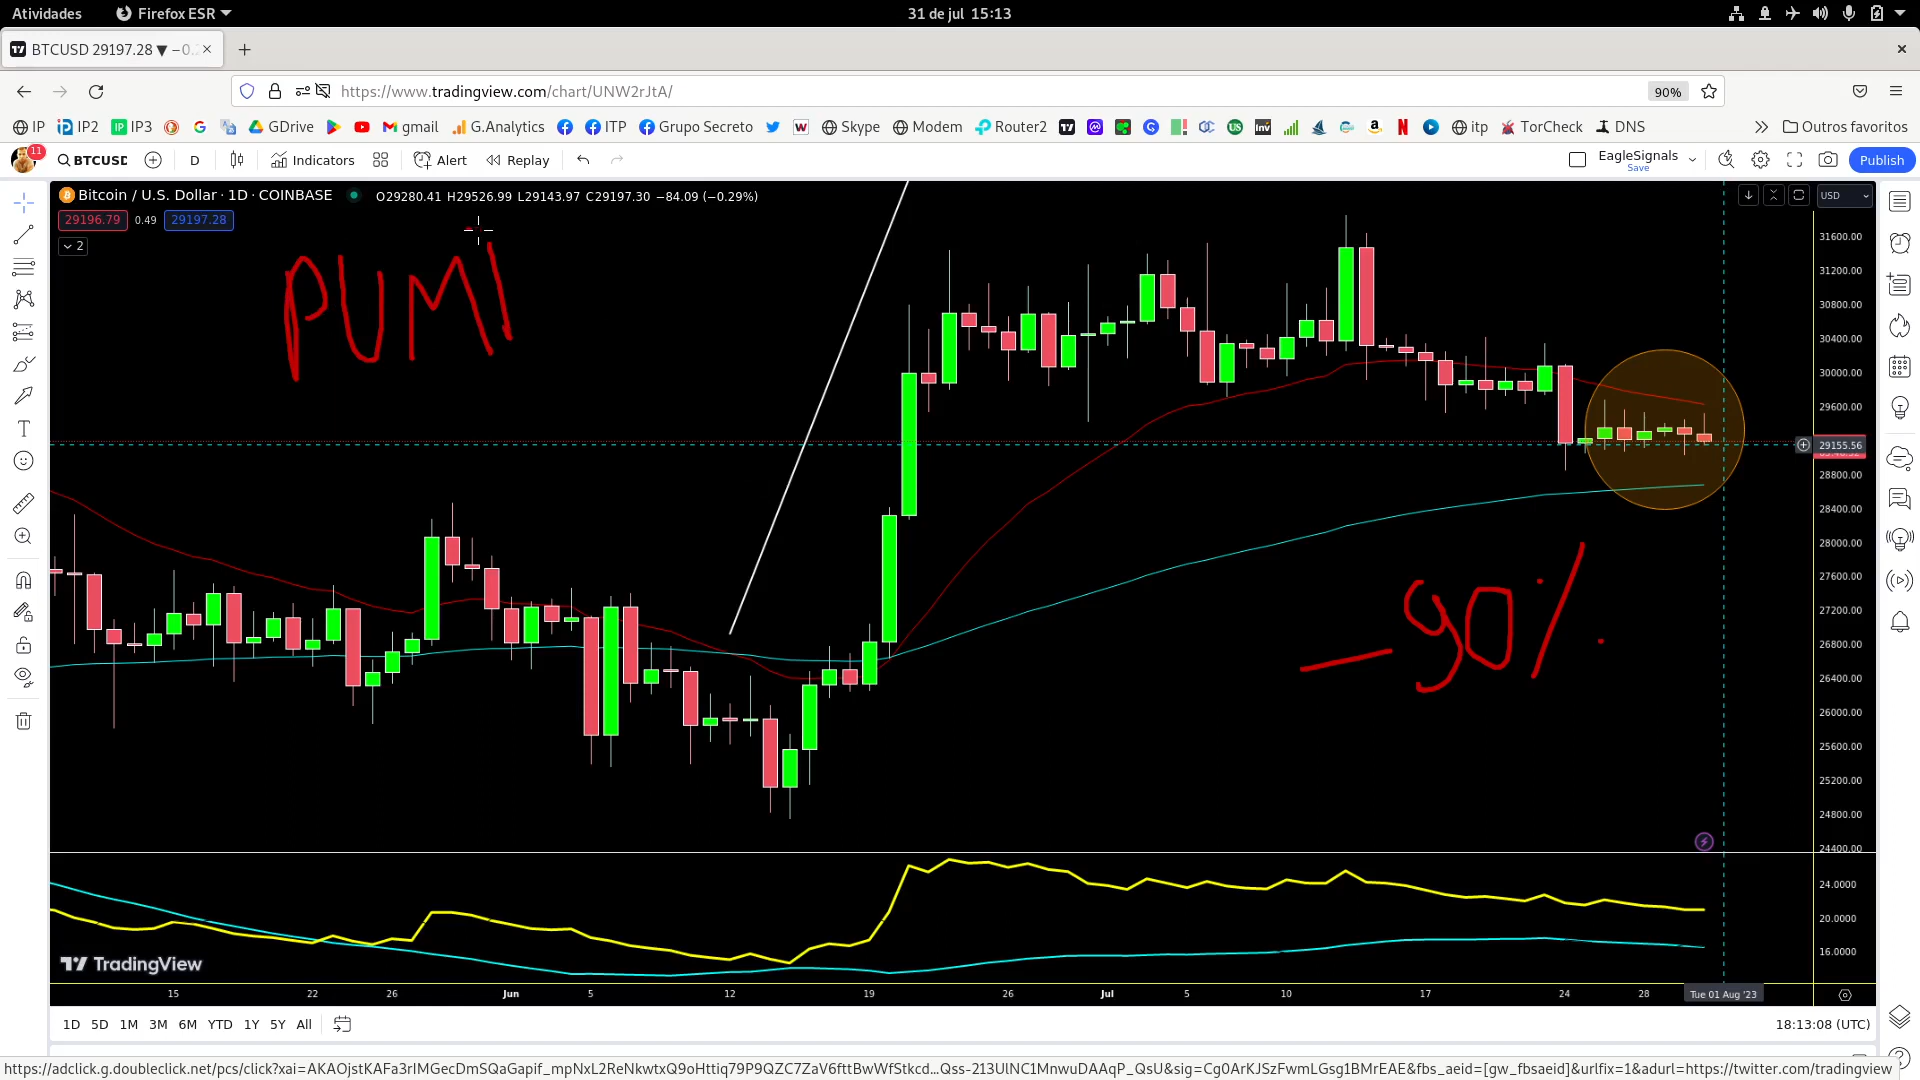 Atividades
Firefox ESR
31 de jul 15:13
BTCUSD 29197.28 ▼ −0.2
https://www.tradingview.com/chart/UNW2rJtA/
90%
IP
IP2
IP3
GDrive
gmail
G.Analytics
ITP
Grupo Secreto
Skype
Modem
Router2
itp
TorCheck
DNS
Outros favoritos
11
BTCUSD
D
Indicators
Alert
Replay
EagleSignals
Save
Publish
Bitcoin / U.S. Dollar · 1D · COINBASE
O29280.41 H29526.99 L29143.97 C29197.30 −84.09 (−0.29%)
USD
29196.79
0.49
29197.28
2
31600.00
31200.00
30800.00
30400.00
30000.00
29600.00
29155.56
28800.00
28400.00
28000.00
27600.00
27200.00
26800.00
26400.00
26000.00
25600.00
25200.00
24800.00
24400.00
PUM
-90%
24.0000
20.0000
16.0000
TradingView
15
22
26
Jun
5
12
19
26
Jul
5
10
17
24
28
Tue 01 Aug '23
1D
5D
1M
3M
6M
YTD
1Y
5Y
All
18:13:08 (UTC)